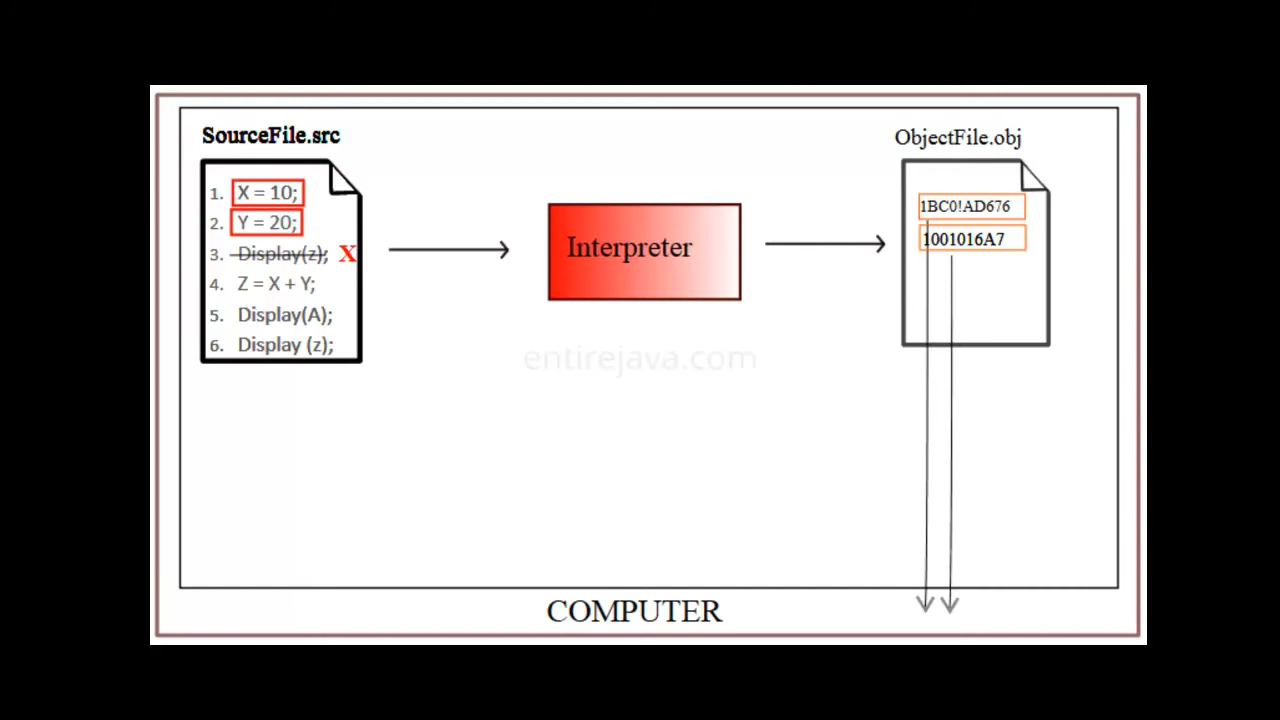 SourceFile.src
1. X = 10;
2. Y = 20;
3. Display(z); X
4. Z = X + Y;
5. Display(A);
6. Display (z);
Interpreter
ObjectFile.obj
1BC0!AD676
1001016A7
entirejava.com
COMPUTER